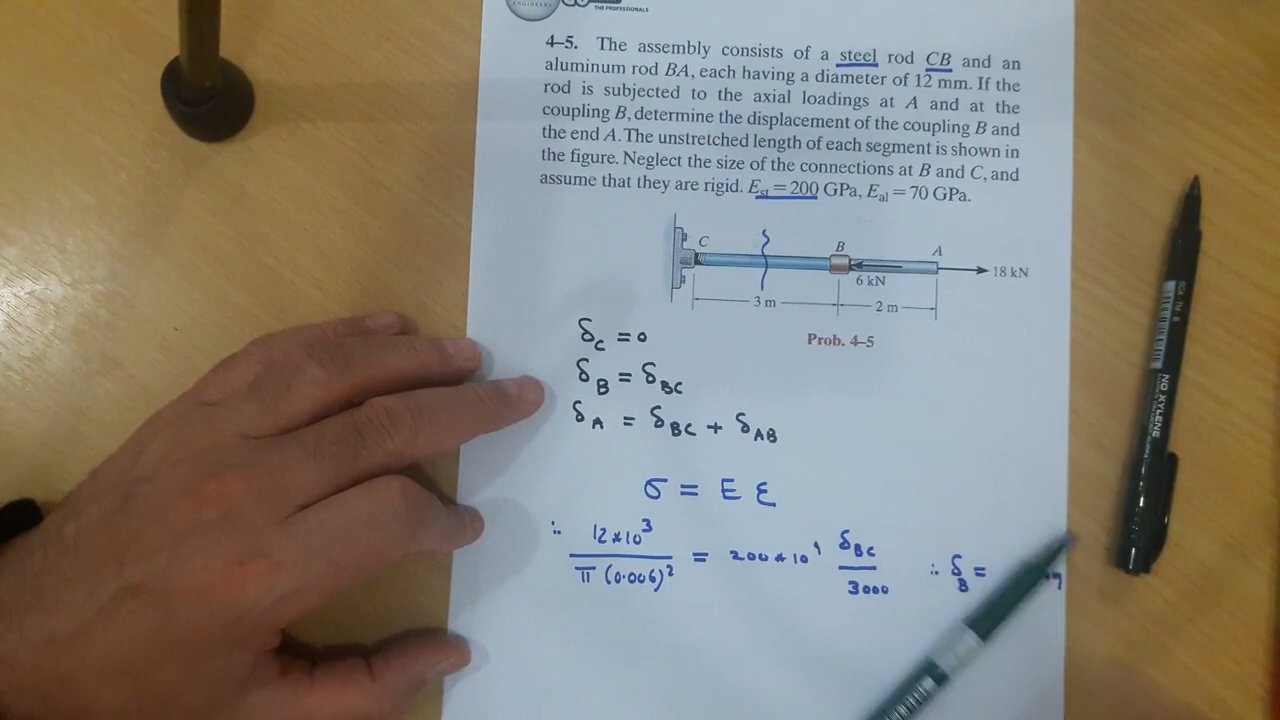 ENGINEERS
THE PROFESSIONALS
4–5. The assembly consists of a steel rod CB and an
aluminum rod BA, each having a diameter of 12 mm. If the
rod is subjected to the axial loadings at A and at the
coupling B, determine the displacement of the coupling B and
the end A. The unstretched length of each segment is shown in
the figure. Neglect the size of the connections at B and C, and
assume that they are rigid. Est = 200 GPa, Eal = 70 GPa.
C
B
A
18 kN
6 kN
3 m
2 m
Prob. 4–5
δC = 0
δB = δBC
δA = δBC + δAB
σ = E ε
∴ 12*10³ / π (0.006)² = 200*10⁹ δBC / 3000 ∴ δB =
NO XYLENE